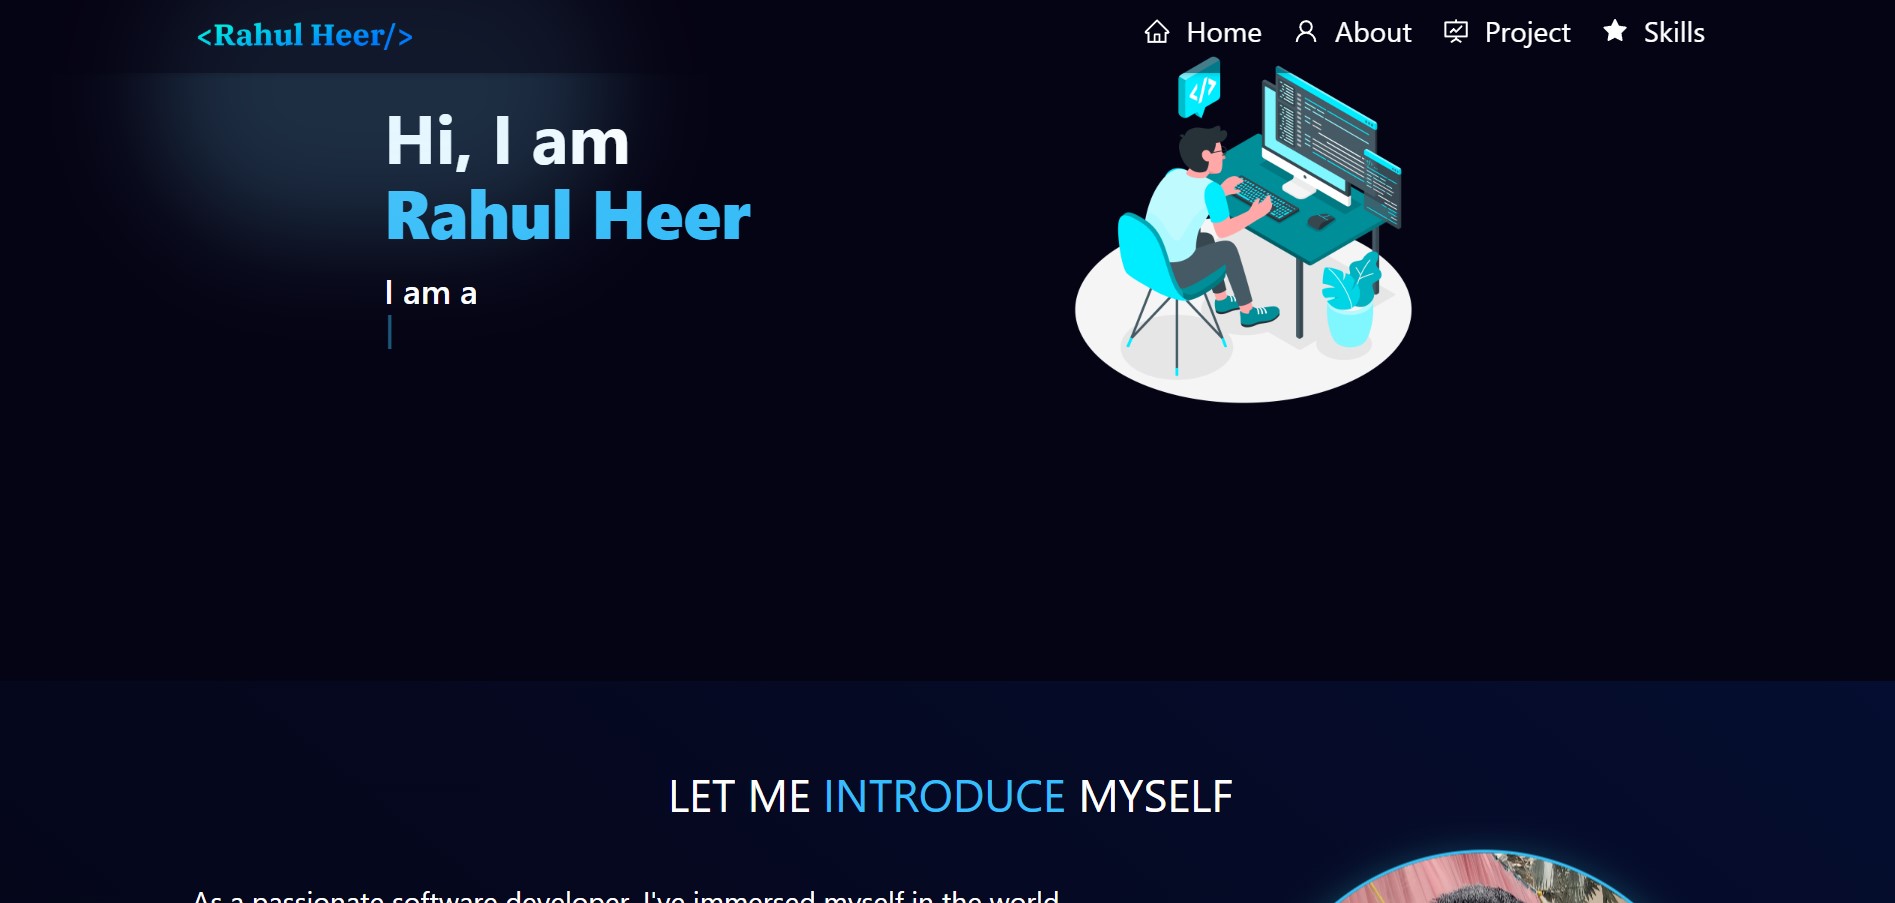 <Rahul Heer/>
Home
About
Project
Skills
Hi, I am
Rahul Heer
I am a
LET ME INTRODUCE MYSELF
As a passionate software developer, I've immersed myself in the world